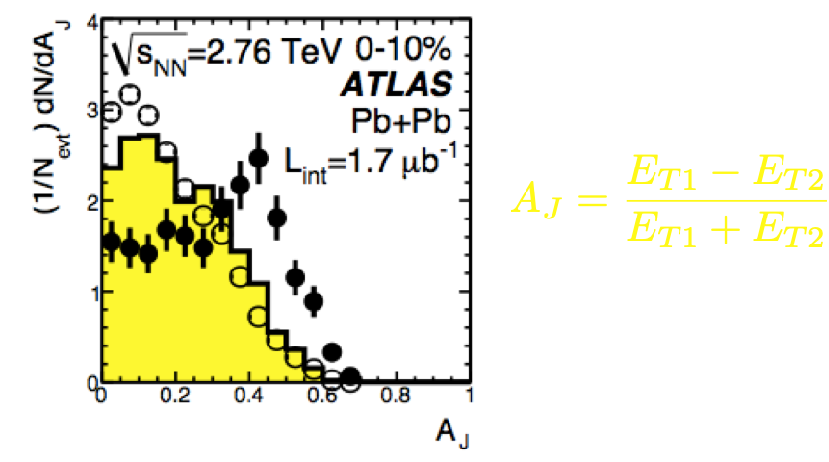 (1/N_evt) dN/dA_J
4
3
2
1
0
√s_NN=2.76 TeV 0-10%
ATLAS
Pb+Pb
L_int=1.7 μb⁻¹
0 0.2 0.4 0.6 0.8 1
A_J
A_J = (E_T1 − E_T2) / (E_T1 + E_T2)